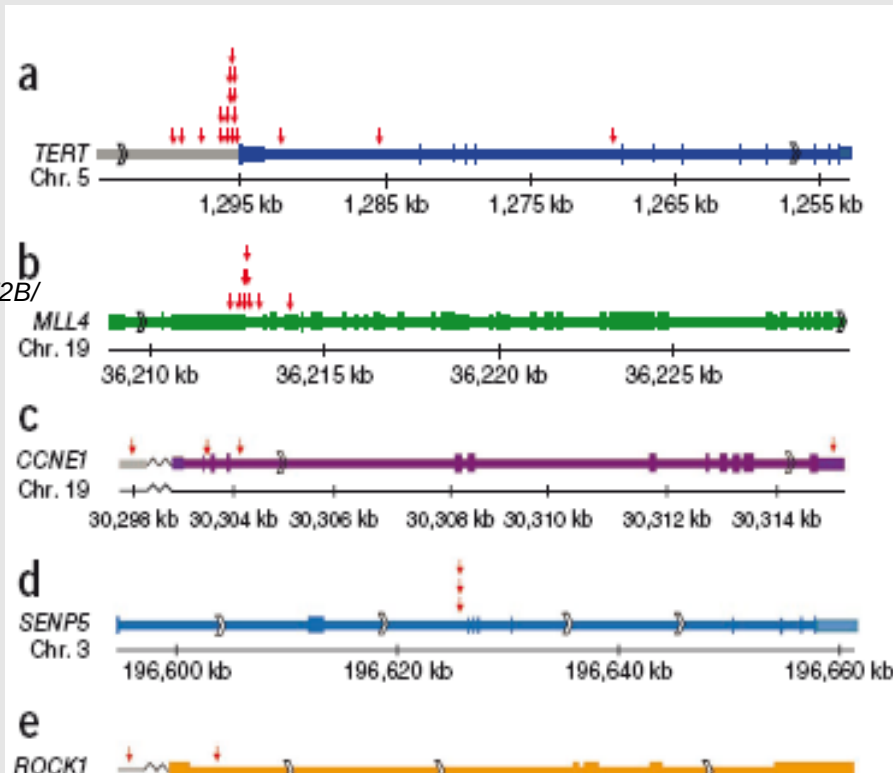 a
TERT
Chr. 5
1,295 kb 1,285 kb 1,275 kb 1,265 kb 1,255 kb
b
2B/
MLL4
Chr. 19
36,210 kb 36,215 kb 36,220 kb 36,225 kb
c
CCNE1
Chr. 19
30,298 kb 30,304 kb 30,306 kb 30,308 kb 30,310 kb 30,312 kb 30,314 kb
d
SENP5
Chr. 3
196,600 kb 196,620 kb 196,640 kb 196,660 kb
e
ROCK1